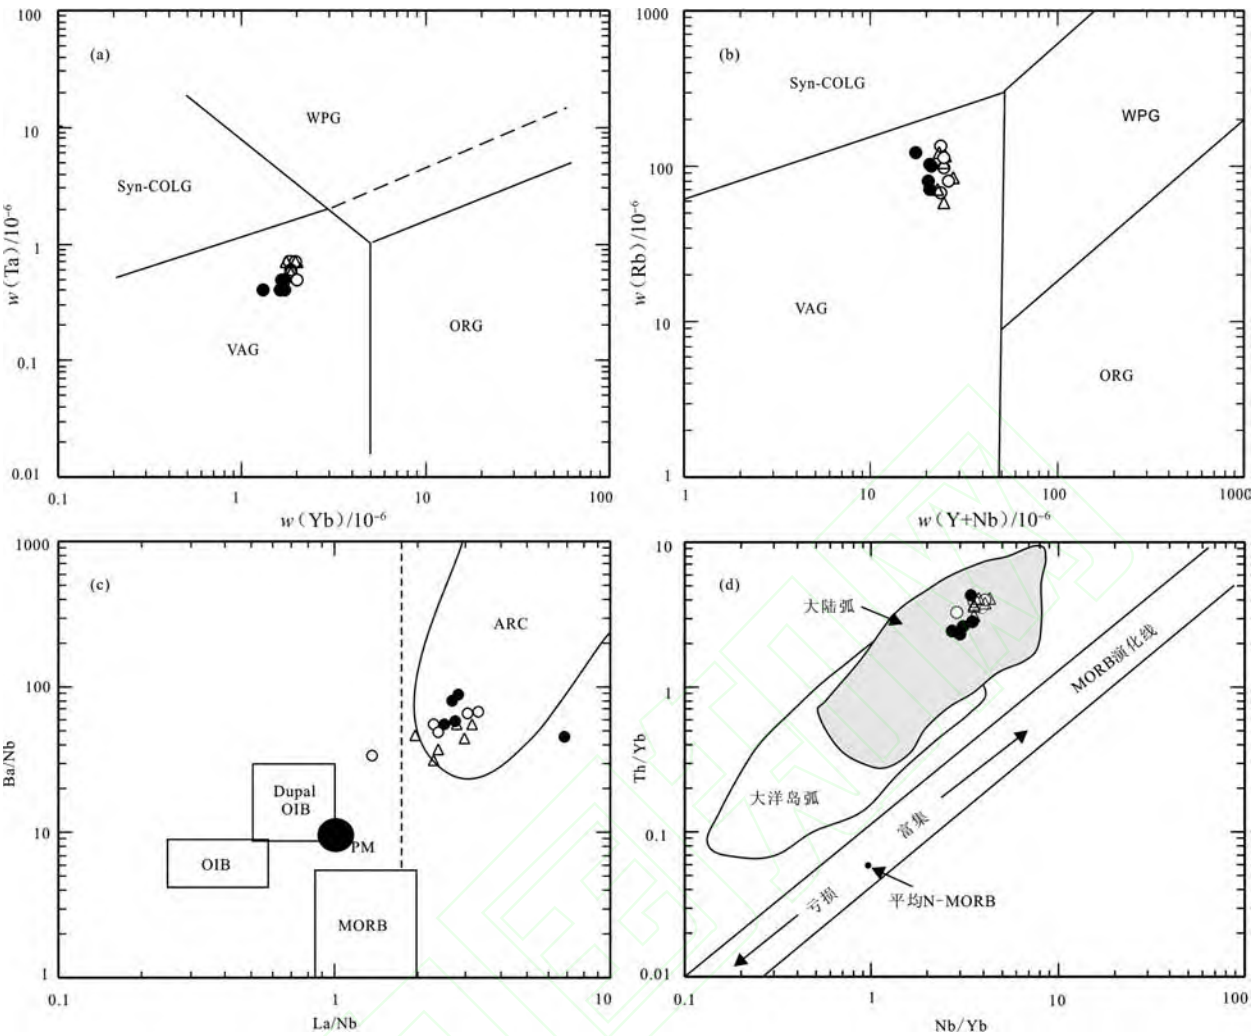 (a)
100
10
1
0.1
0.01
w(Ta)/10⁻⁶
WPG
Syn-COLG
VAG
ORG
0.1
1
10
100
w(Yb)/10⁻⁶
(b)
1000
100
10
1
w(Rb)/10⁻⁶
Syn-COLG
WPG
VAG
ORG
1
10
100
1000
w(Y+Nb)/10⁻⁶
(c)
1000
100
10
1
Ba/Nb
ARC
Dupal
OIB
PM
OIB
MORB
0.1
1
10
La/Nb
(d)
10
1
0.1
0.01
Th/Yb
大陆弧
MORB演化线
大洋岛弧
富集
亏损
平均N-MORB
0.1
1
10
100
Nb/Yb